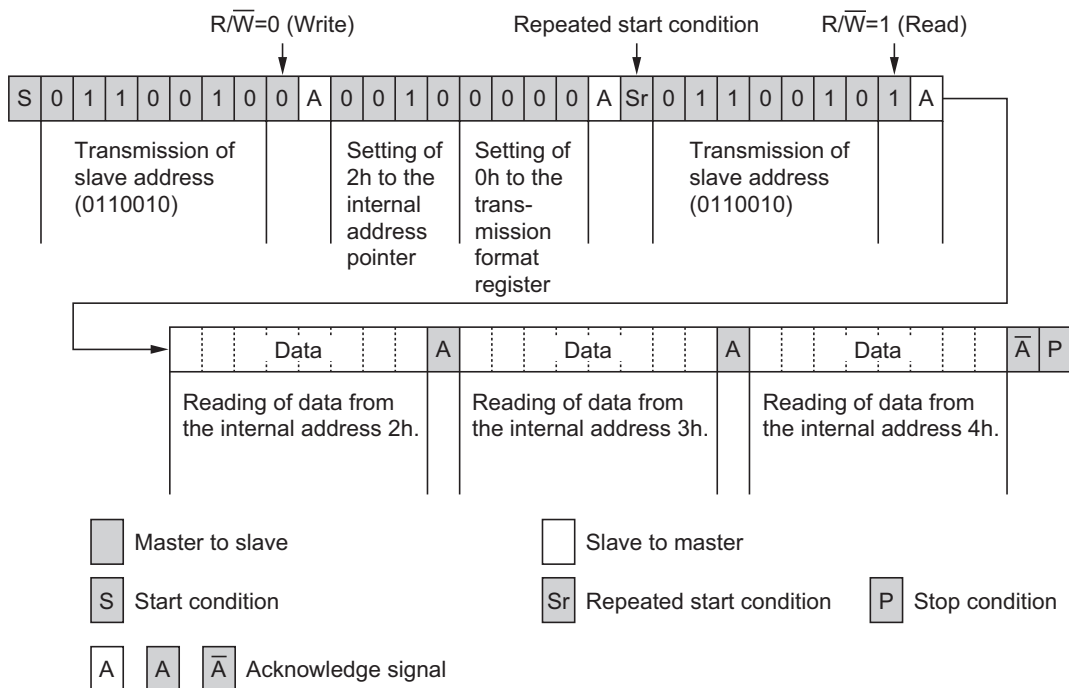 R/W̅=0 (Write)
Repeated start condition
R/W̅=1 (Read)
S 0 1 1 0 0 1 0 0 A 0 0 1 0 0 0 0 0 A Sr 0 1 1 0 0 1 0 1 A
Transmission of
slave address
(0110010)
Setting of
2h to the
internal
address
pointer
Setting of
0h to the
trans-
mission
format
register
Transmission of
slave address
(0110010)
Data A Data A Data A̅ P
Reading of data from
the internal address 2h.
Reading of data from
the internal address 3h.
Reading of data from
the internal address 4h.
Master to slave
Slave to master
S Start condition
Sr Repeated start condition
P Stop condition
A A A̅ Acknowledge signal